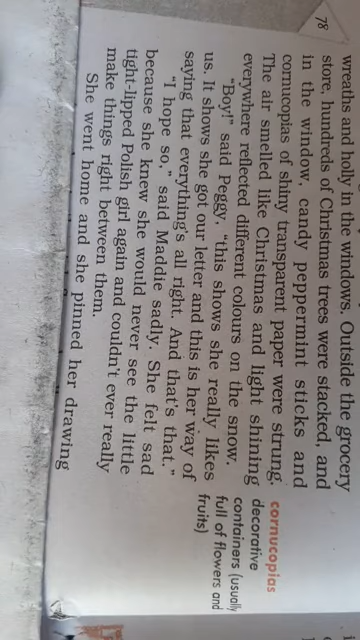 wreaths and holly in the windows. Outside the grocery
store, hundreds of Christmas trees were stacked, and
in the window, candy peppermint sticks and
cornucopias of shiny transparent paper were strung.
The air smelled like Christmas and light shining
everywhere reflected different colours on the snow.
"Boy!" said Peggy, "this shows she really likes
us. It shows she got our letter and this is her way of
saying that everything's all right. And that's that."
"I hope so," said Maddie sadly. She felt sad
because she knew she would never see the little
tight-lipped Polish girl again and couldn't ever really
make things right between them.
She went home and she pinned her drawing
cornucopias
decorative
containers (usually
full of flowers and
fruits)
78